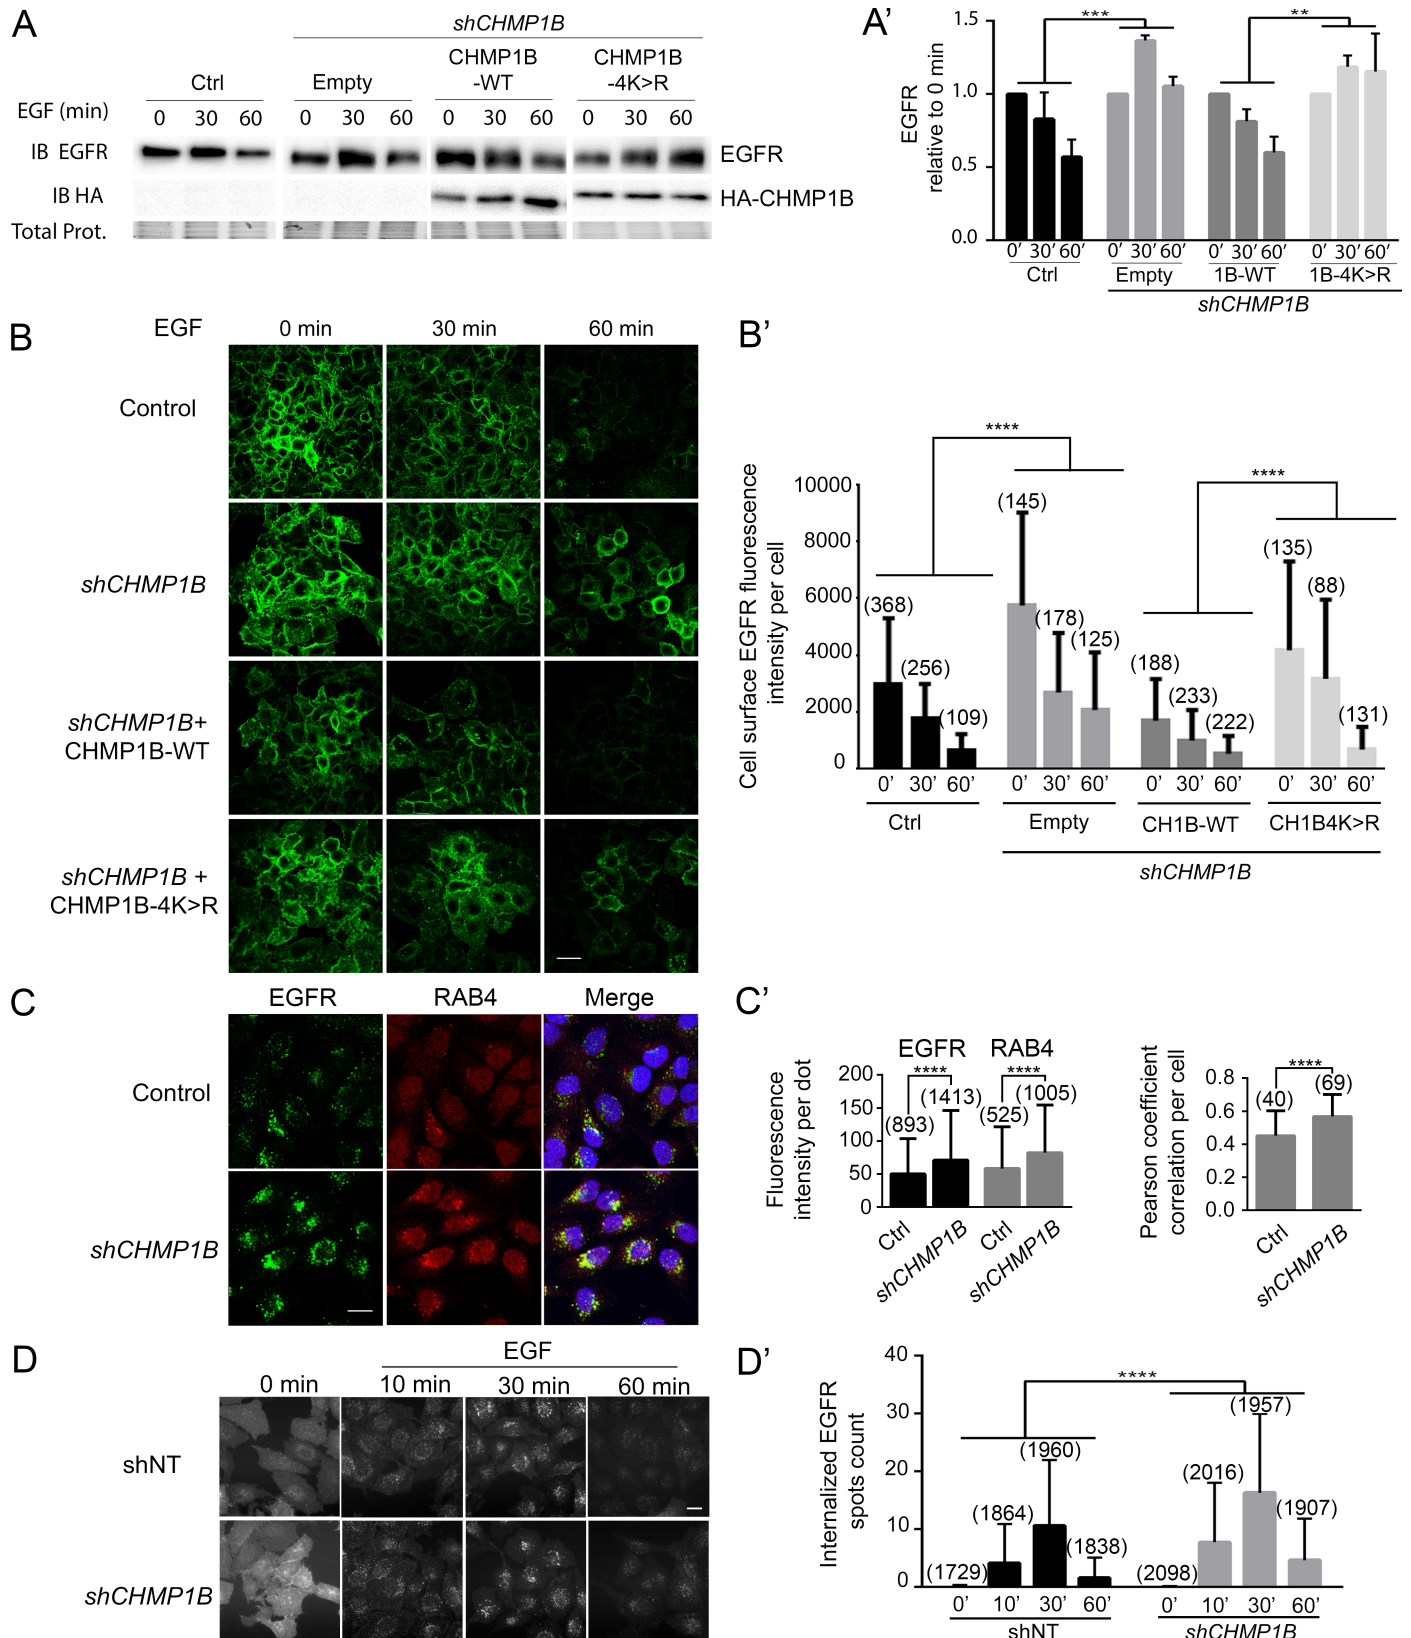 A
shCHMP1B
Ctrl
Empty
CHMP1B
-WT
CHMP1B
-4K>R
EGF (min)
0 30 60 0 30 60 0 30 60 0 30 60
IB EGFR
EGFR
IB HA
HA-CHMP1B
Total Prot.
A’
EGFR
relative to 0 min
1.5
1.0
0.5
0.0
***
**
0’ 30’ 60’ 0’ 30’ 60’ 0’ 30’ 60’ 0’ 30’ 60’
Ctrl Empty 1B-WT 1B-4K>R
shCHMP1B
B
EGF 0 min 30 min 60 min
Control
shCHMP1B
shCHMP1B+
CHMP1B-WT
shCHMP1B +
CHMP1B-4K>R
B’
Cell surface EGFR fluorescence
intensity per cell
10000
8000
6000
4000
2000
0
****
****
(368) (256) (109) (145) (178) (125) (188) (233) (222) (135) (88) (131)
0’ 30’ 60’ 0’ 30’ 60’ 0’ 30’ 60’ 0’ 30’ 60’
Ctrl Empty CH1B-WT CH1B4K>R
shCHMP1B
C
EGFR RAB4 Merge
Control
shCHMP1B
C’
Fluorescence
intensity per dot
200
150
100
50
0
EGFR RAB4
**** ****
(893) (1413) (525) (1005)
Ctrl shCHMP1B Ctrl shCHMP1B
Pearson coefficient
correlation per cell
0.8
0.6
0.4
0.2
0.0
****
(40) (69)
Ctrl shCHMP1B
D
EGF
0 min 10 min 30 min 60 min
shNT
shCHMP1B
D’
Internalized EGFR
spots count
40
30
20
10
0
****
(1729) (1864) (1960) (1838) (2098) (2016) (1957) (1907)
0’ 10’ 30’ 60’ 0’ 10’ 30’ 60’
shNT shCHMP1B